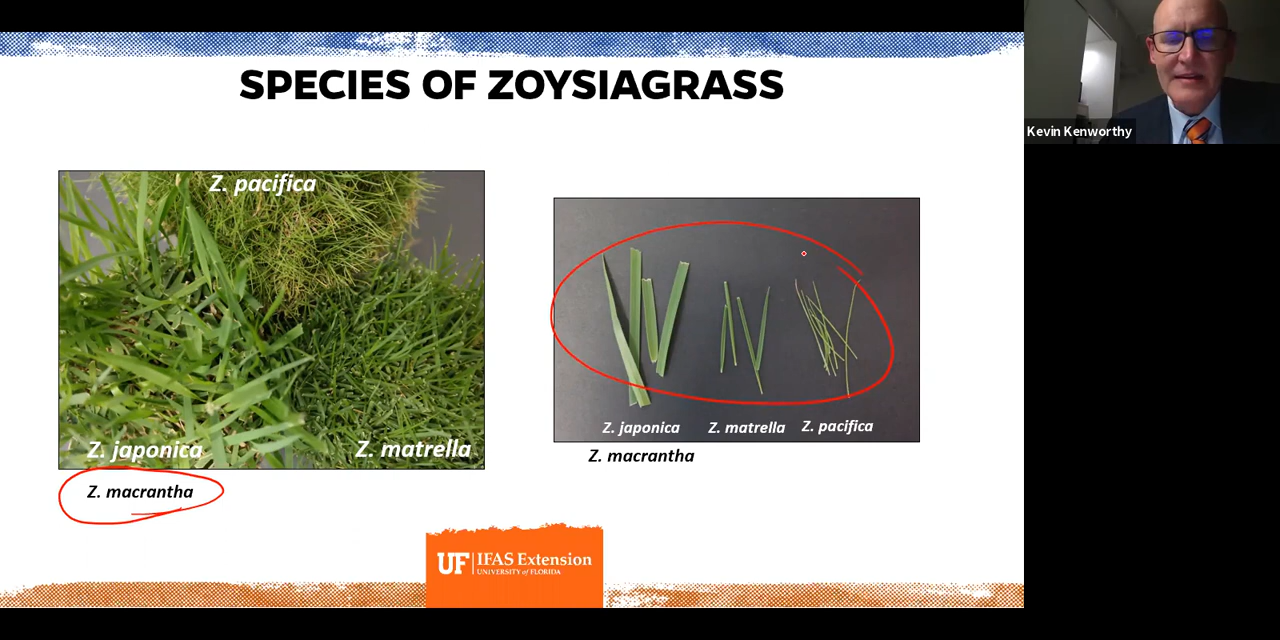 SPECIES OF ZOYSIAGRASS
Kevin Kenworthy
Z. pacifica
Z. japonica
Z. matrella
Z. macrantha
Z. japonica
Z. matrella
Z. pacifica
Z. macrantha
UF IFAS Extension
UNIVERSITY of FLORIDA